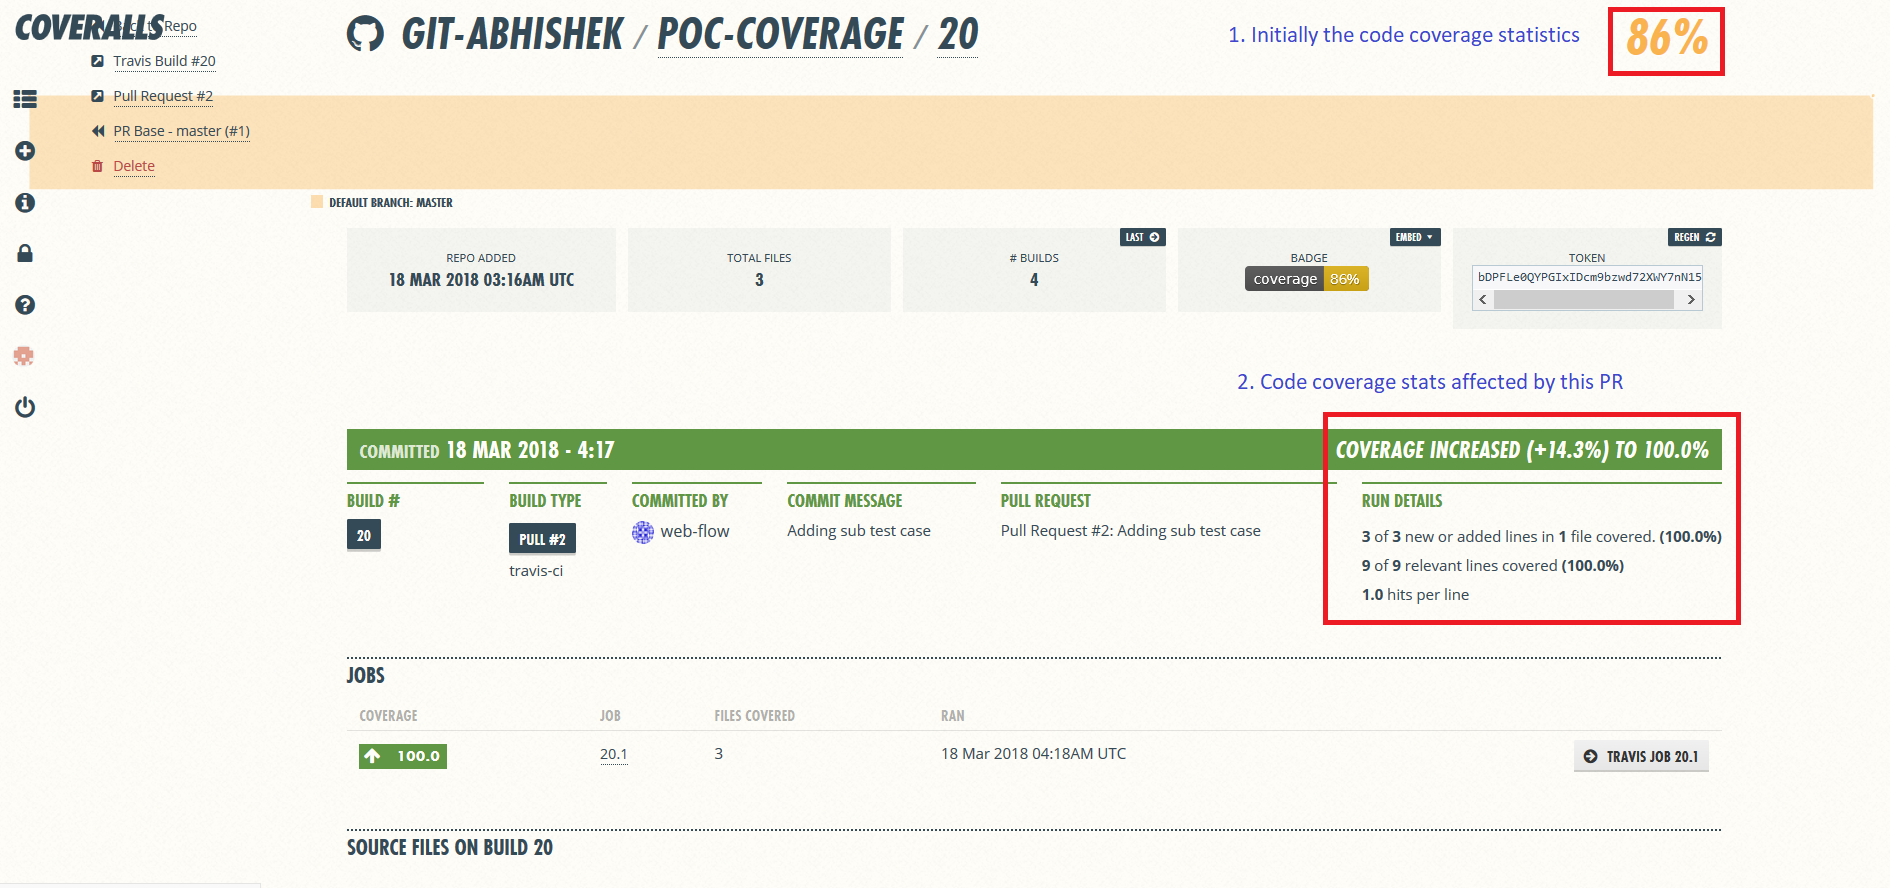 COVERALLS
Back to Repo
Travis Build #20
Pull Request #2
PR Base - master (#1)
Delete
GIT-ABHISHEK / POC-COVERAGE / 20
1. Initially the code coverage statistics
86%
DEFAULT BRANCH: MASTER
REPO ADDED
18 MAR 2018 03:16AM UTC
TOTAL FILES
3
LAST
# BUILDS
4
EMBED
BADGE
coverage 86%
REGEN
TOKEN
bDPFLe0QYPGIxIDcm9bzwd72XWY7nN15
2. Code coverage stats affected by this PR
COMMITTED 18 MAR 2018 - 4:17
COVERAGE INCREASED (+14.3%) TO 100.0%
BUILD #
20
BUILD TYPE
PULL #2
travis-ci
COMMITTED BY
web-flow
COMMIT MESSAGE
Adding sub test case
PULL REQUEST
Pull Request #2: Adding sub test case
RUN DETAILS
3 of 3 new or added lines in 1 file covered. (100.0%)
9 of 9 relevant lines covered (100.0%)
1.0 hits per line
JOBS
COVERAGE JOB FILES COVERED RAN
100.0 20.1 3 18 Mar 2018 04:18AM UTC TRAVIS JOB 20.1
SOURCE FILES ON BUILD 20